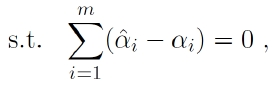 s.t. $\sum_{i=1}^{m} (\hat{\alpha}_i - \alpha_i) = 0$ ,